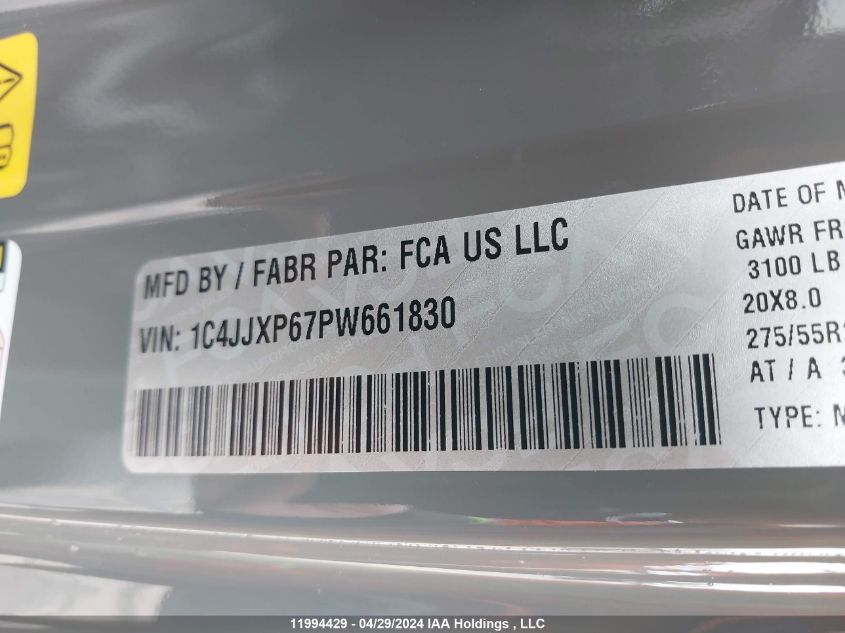 MFD BY / FABR PAR: FCA US LLC
VIN: 1C4JJXP67PW661830
DATE OF
GAWR FR
3100 LB
20X8.0
275/55R
AT / A
TYPE:
11994429 - 04/29/2024 IAA Holdings , LLC